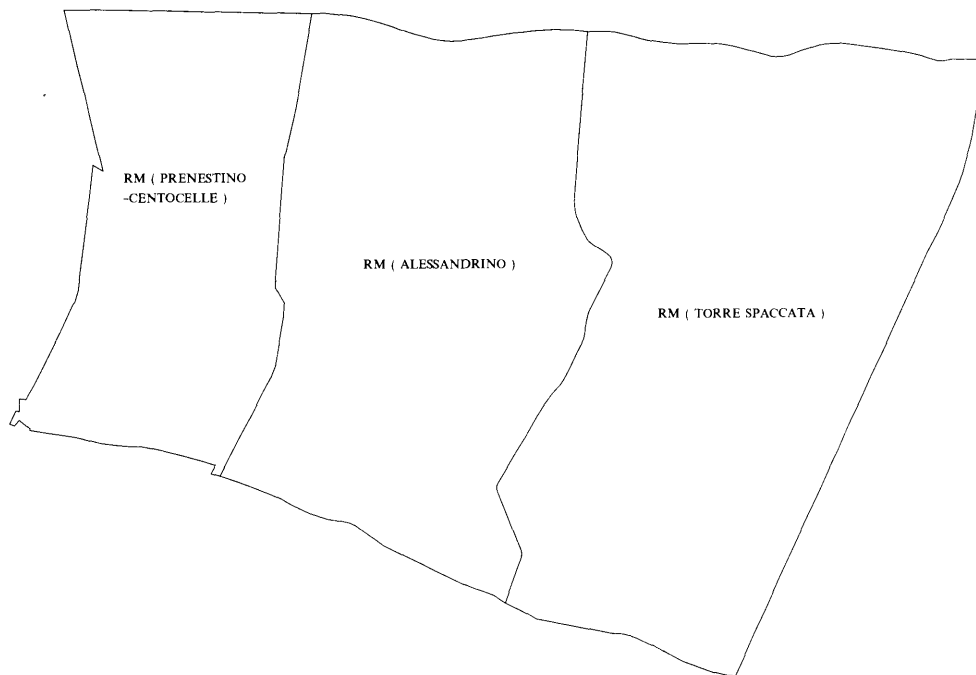 RM ( PRENESTINO
-CENTOCELLE )
RM ( ALESSANDRINO )
RM ( TORRE SPACCATA )